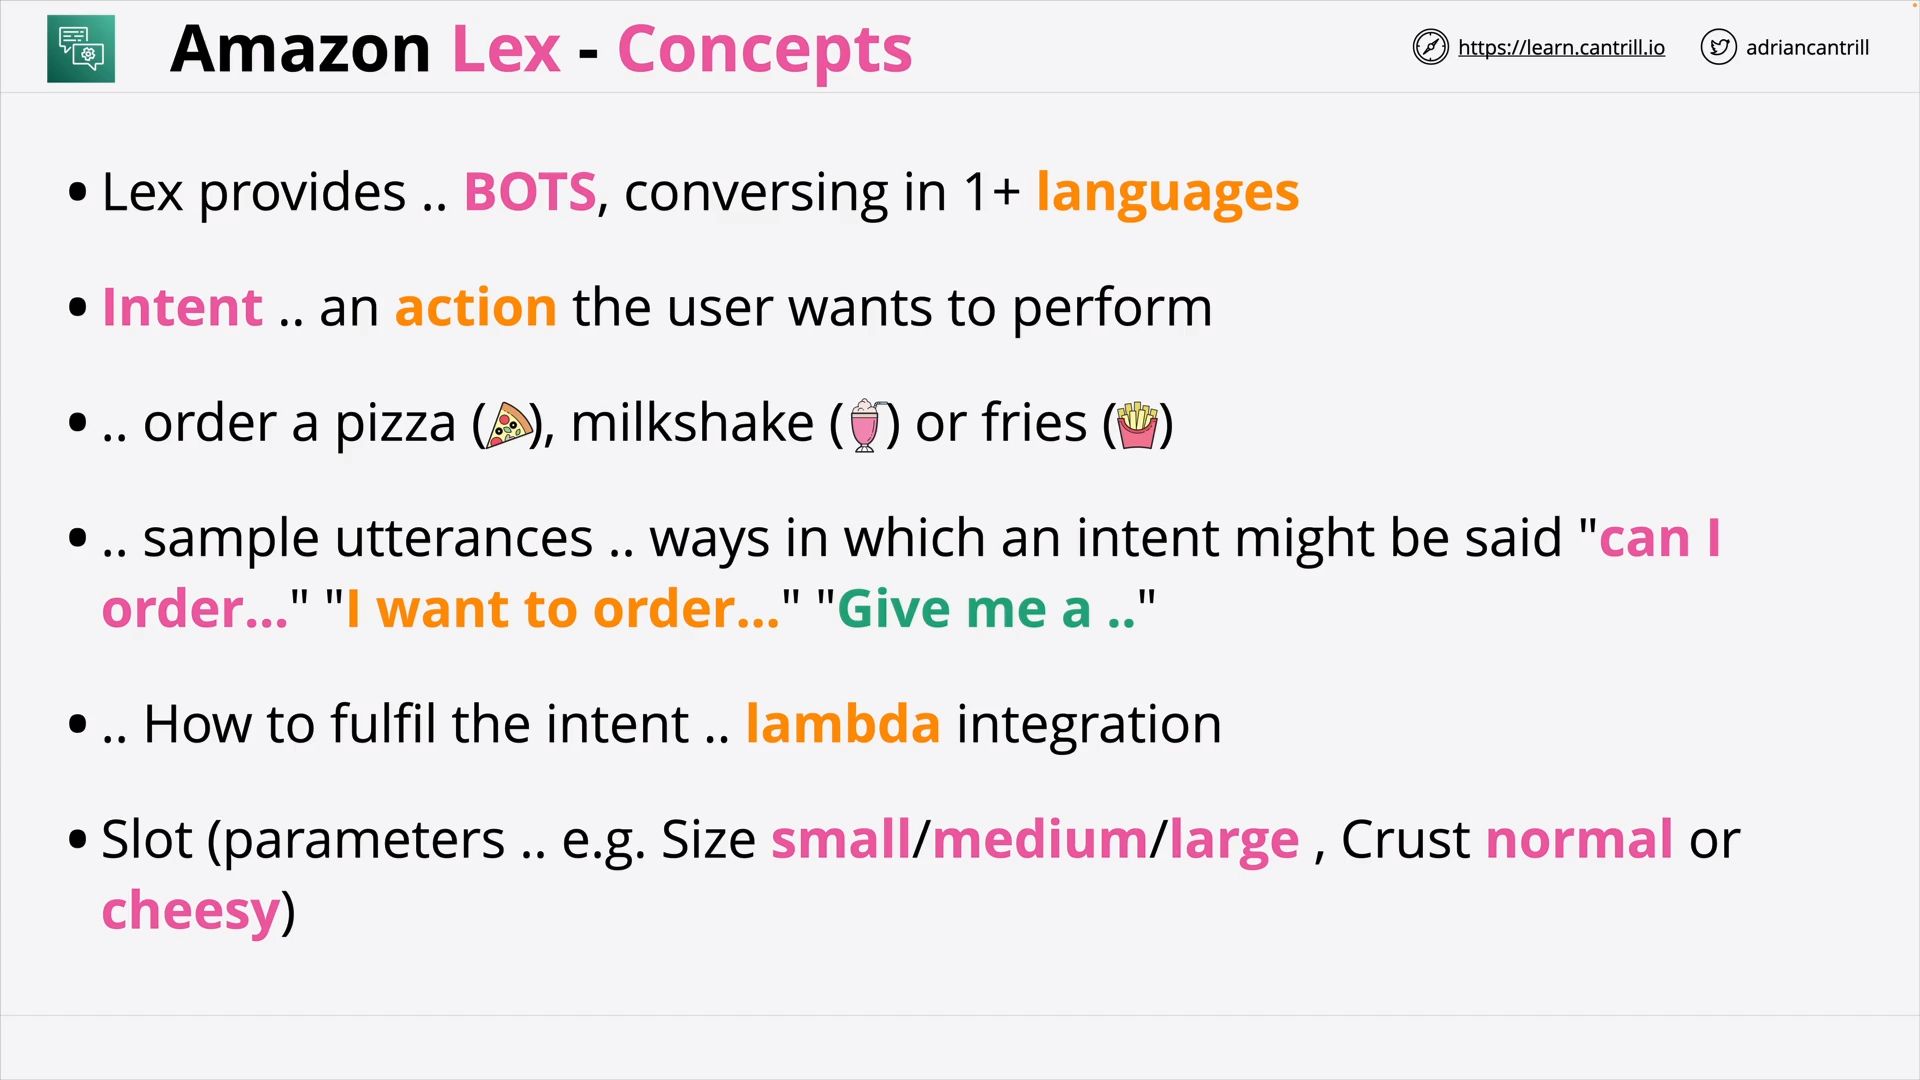 Amazon Lex - Concepts
https://learn.cantrill.io
adriancantrill
• Lex provides .. BOTS, conversing in 1+ languages
• Intent .. an action the user wants to perform
• .. order a pizza (🍕), milkshake (🥤) or fries (🍟)
• .. sample utterances .. ways in which an intent might be said "can I
order..." "I want to order..." "Give me a .."
• .. How to fulfil the intent .. lambda integration
• Slot (parameters .. e.g. Size small/medium/large , Crust normal or
cheesy)